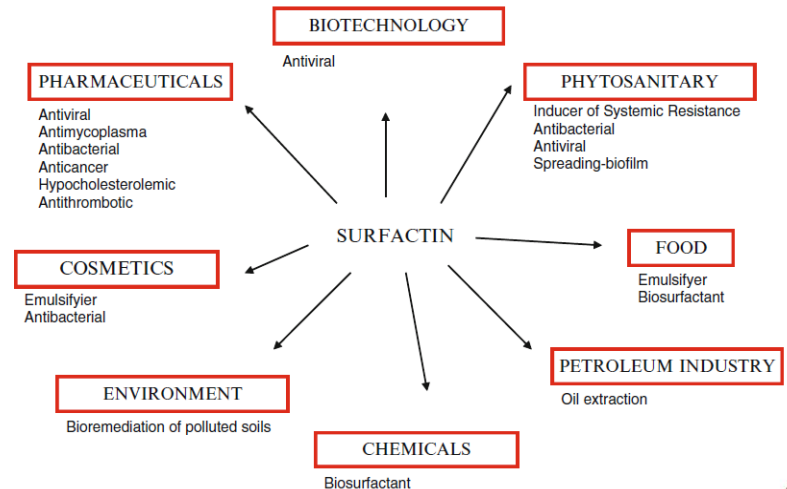 BIOTECHNOLOGY
Antiviral
PHARMACEUTICALS
Antiviral
Antimycoplasma
Antibacterial
Anticancer
Hypocholesterolemic
Antithrombotic
PHYTOSANITARY
Inducer of Systemic Resistance
Antibacterial
Antiviral
Spreading-biofilm
SURFACTIN
COSMETICS
Emulsifyier
Antibacterial
FOOD
Emulsifyer
Biosurfactant
ENVIRONMENT
Bioremediation of polluted soils
PETROLEUM INDUSTRY
Oil extraction
CHEMICALS
Biosurfactant